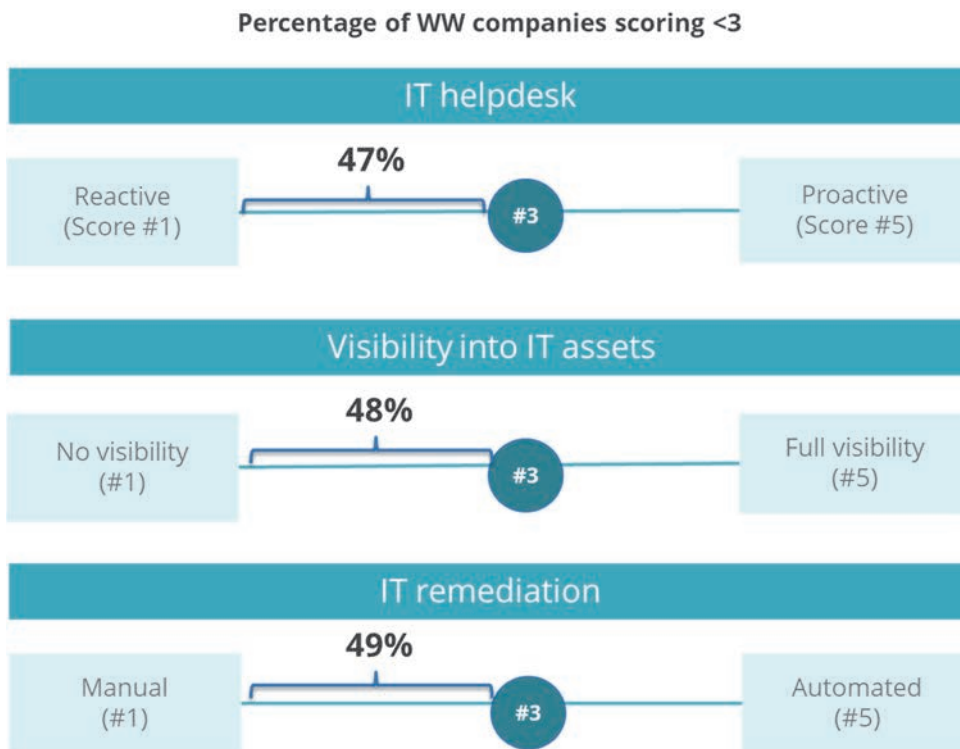 Percentage of WW companies scoring <3
IT helpdesk
47%
Reactive
(Score #1)
#3
Proactive
(Score #5)
Visibility into IT assets
48%
No visibility
(#1)
#3
Full visibility
(#5)
IT remediation
49%
Manual
(#1)
#3
Automated
(#5)